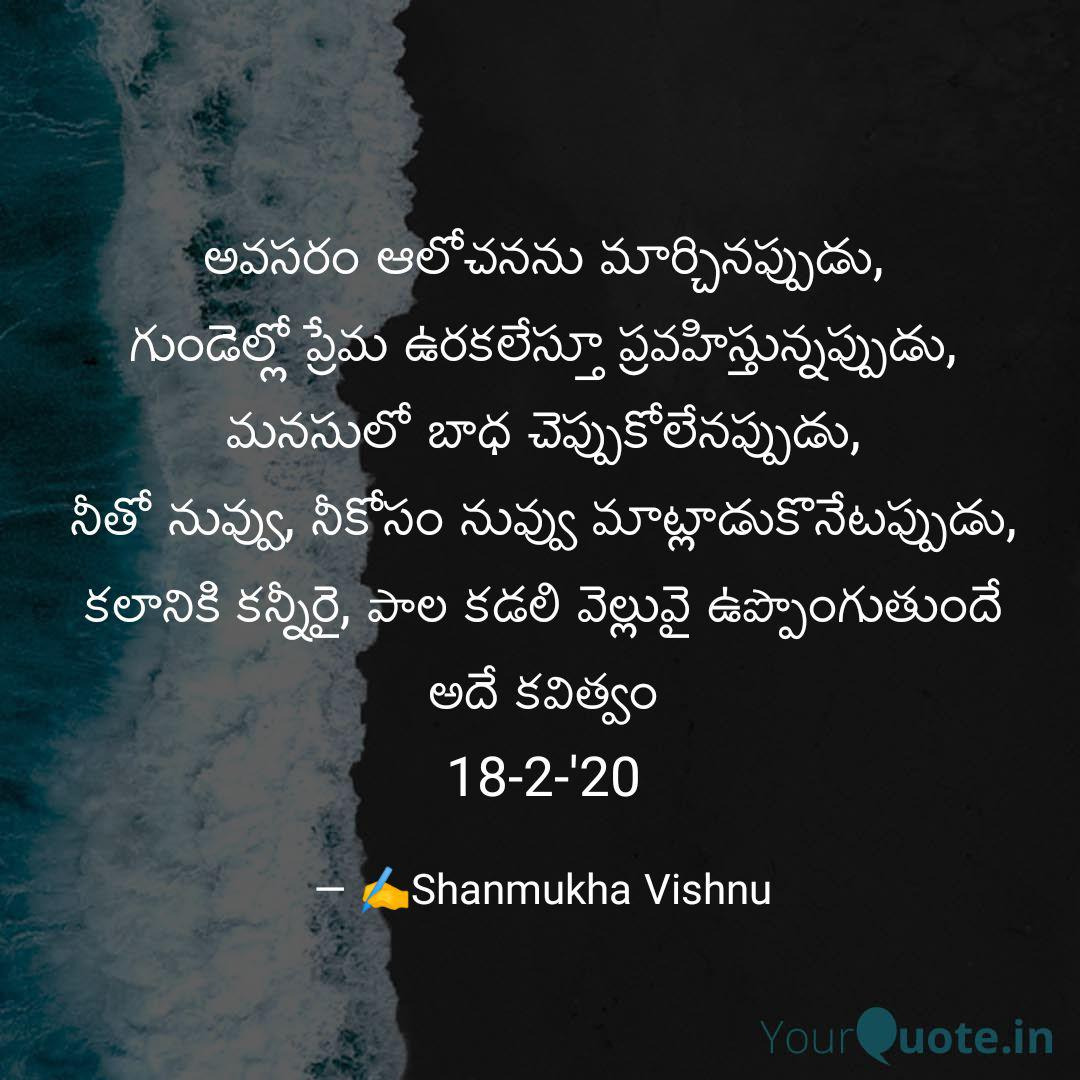 అవసరం ఆలోచనను మార్చినప్పుడు,
గుండెల్లో ప్రేమ ఉరకలేస్తూ ప్రవహిస్తున్నప్పుడు,
మనసులో బాధ చెప్పుకోలేనప్పుడు,
నీతో నువ్వు, నీకోసం నువ్వు మాట్లాడుకొనేటప్పుడు,
కలానికి కన్నీరై, పాల కడలి వెల్లువై ఉప్పొంగుతుందే
అదే కవిత్వం
18-2-'20
– ✍Shanmukha Vishnu
YourQuote.in